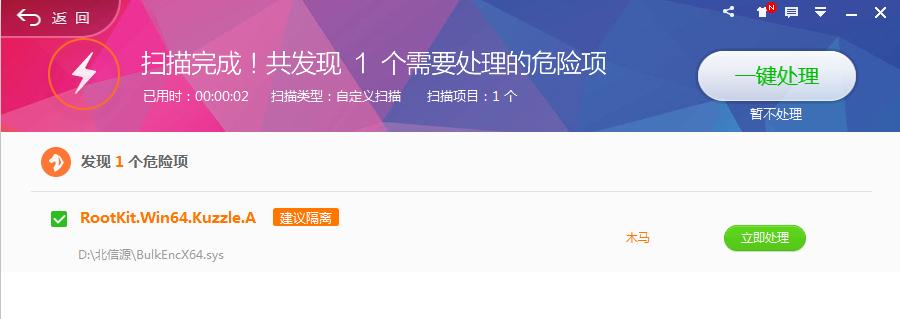 返 回
N
扫描完成！共发现 1 个需要处理的危险项
已用时：00:00:02 扫描类型：自定义扫描 扫描项目：1 个
一键处理
暂不处理
发现 1 个危险项
RootKit.Win64.Kuzzle.A 建议隔离
木马 立即处理
D:\北信源\BulkEncX64.sys